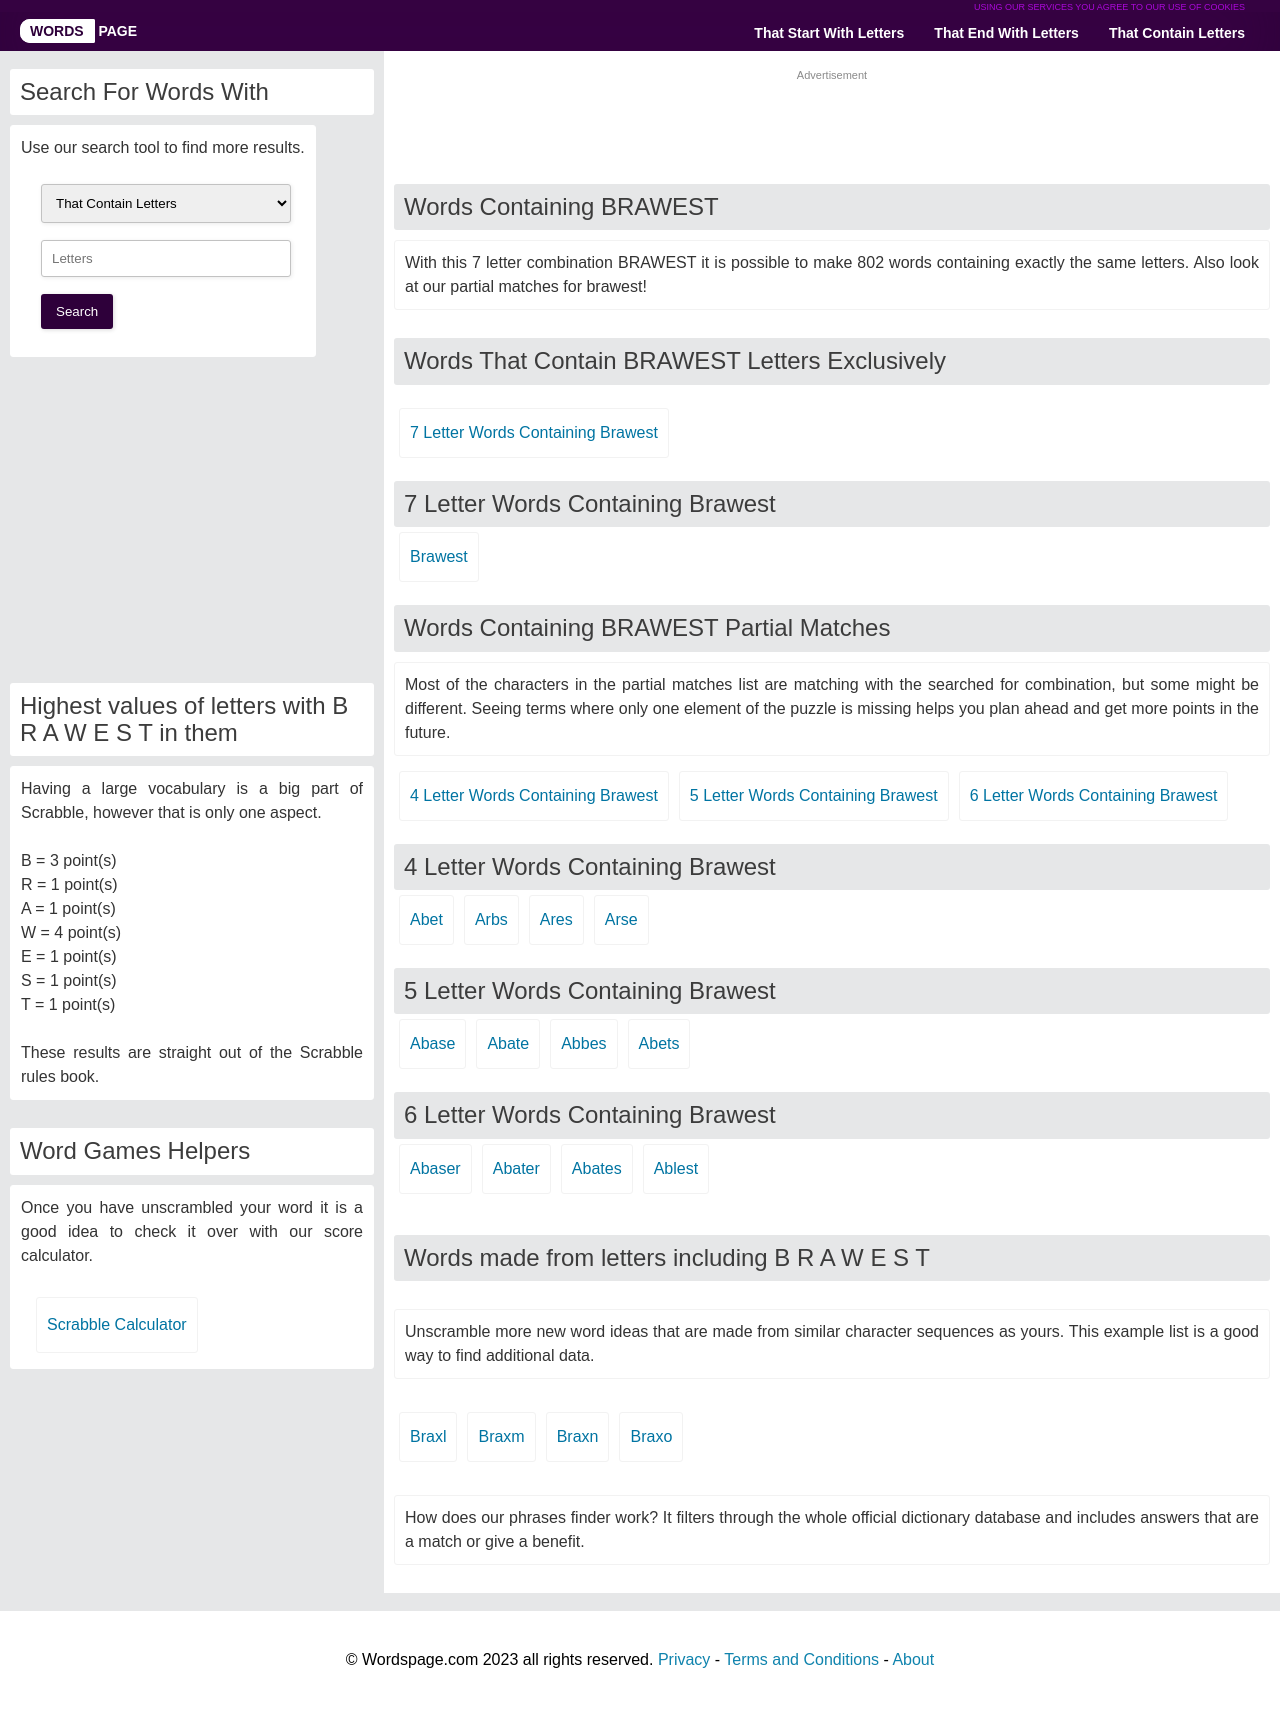 USING OUR SERVICES YOU AGREE TO OUR USE OF COOKIES
WORDS PAGE
That Start With Letters That End With Letters That Contain Letters
Search For Words With
Use our search tool to find more results.
That Contain Letters
Letters
Search
Highest values of letters with B
R A W E S T in them
Having a large vocabulary is a big part of
Scrabble, however that is only one aspect.
B = 3 point(s)
R = 1 point(s)
A = 1 point(s)
W = 4 point(s)
E = 1 point(s)
S = 1 point(s)
T = 1 point(s)
These results are straight out of the Scrabble
rules book.
Word Games Helpers
Once you have unscrambled your word it is a
good idea to check it over with our score
calculator.
Scrabble Calculator
Advertisement
Words Containing BRAWEST
With this 7 letter combination BRAWEST it is possible to make 802 words containing exactly the same letters. Also look
at our partial matches for brawest!
Words That Contain BRAWEST Letters Exclusively
7 Letter Words Containing Brawest
7 Letter Words Containing Brawest
Brawest
Words Containing BRAWEST Partial Matches
Most of the characters in the partial matches list are matching with the searched for combination, but some might be
different. Seeing terms where only one element of the puzzle is missing helps you plan ahead and get more points in the
future.
4 Letter Words Containing Brawest 5 Letter Words Containing Brawest 6 Letter Words Containing Brawest
4 Letter Words Containing Brawest
Abet Arbs Ares Arse
5 Letter Words Containing Brawest
Abase Abate Abbes Abets
6 Letter Words Containing Brawest
Abaser Abater Abates Ablest
Words made from letters including B R A W E S T
Unscramble more new word ideas that are made from similar character sequences as yours. This example list is a good
way to find additional data.
Braxl Braxm Braxn Braxo
How does our phrases finder work? It filters through the whole official dictionary database and includes answers that are
a match or give a benefit.
© Wordspage.com 2023 all rights reserved. Privacy - Terms and Conditions - About